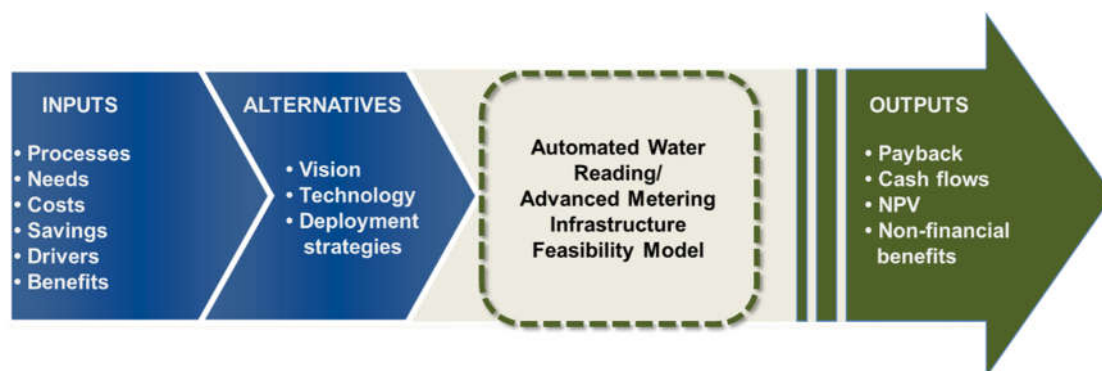 INPUTS
• Processes
• Needs
• Costs
• Savings
• Drivers
• Benefits
ALTERNATIVES
• Vision
• Technology
• Deployment
strategies
Automated Water
Reading/
Advanced Metering
Infrastructure
Feasibility Model
OUTPUTS
• Payback
• Cash flows
• NPV
• Non-financial
benefits